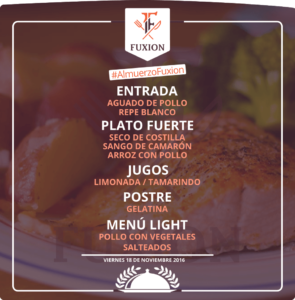 FUXION
#AlmuerzoFuxion
ENTRADA
AGUADO DE POLLO
REPE BLANCO
PLATO FUERTE
SECO DE COSTILLA
SANGO DE CAMARÓN
ARROZ CON POLLO
JUGOS
LIMONADA / TAMARINDO
POSTRE
GELATINA
MENÚ LIGHT
POLLO CON VEGETALES
SALTEADOS
VIERNES 18 DE NOVIEMBRE 2016